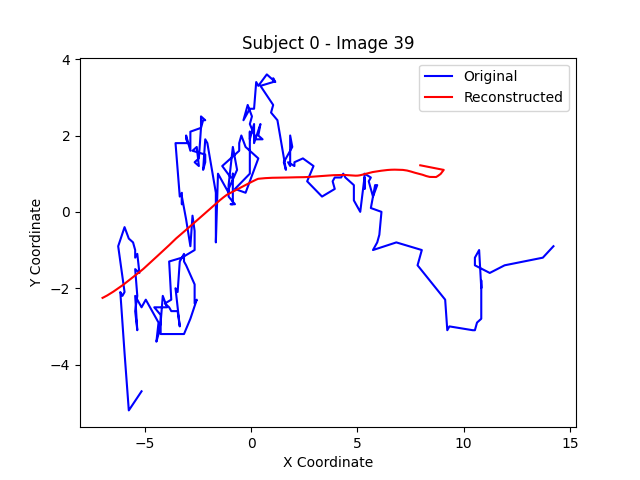 Subject 0 - Image 39
Original
Reconstructed
4
2
0
−2
−4
Y Coordinate
−5
0
5
10
15
X Coordinate